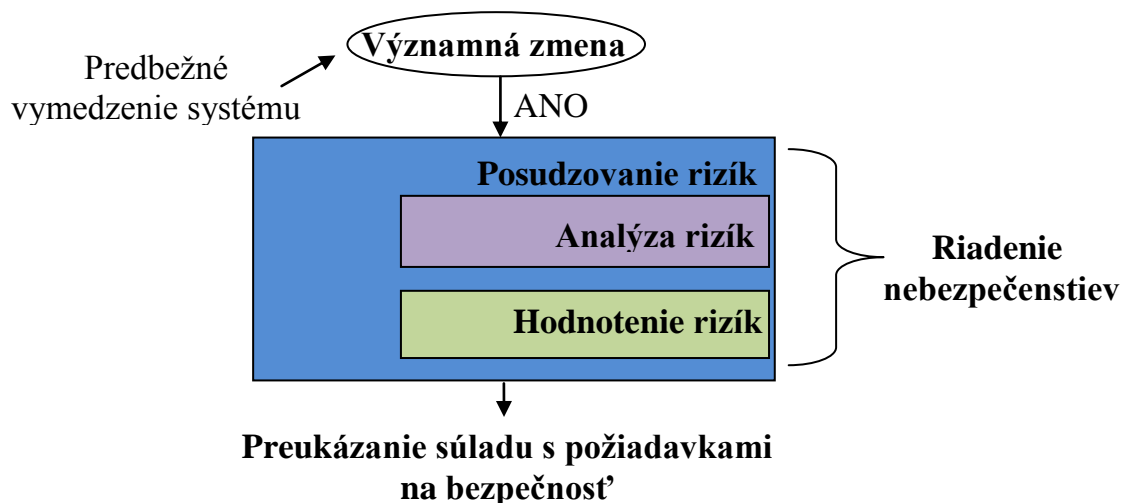 Významná zmena
Predbežné
vymedzenie systému
ANO
Posudzovanie rizík
Analýza rizík
Hodnotenie rizík
Riadenie
nebezpečenstiev
Preukázanie súladu s požiadavkami
na bezpečnosť